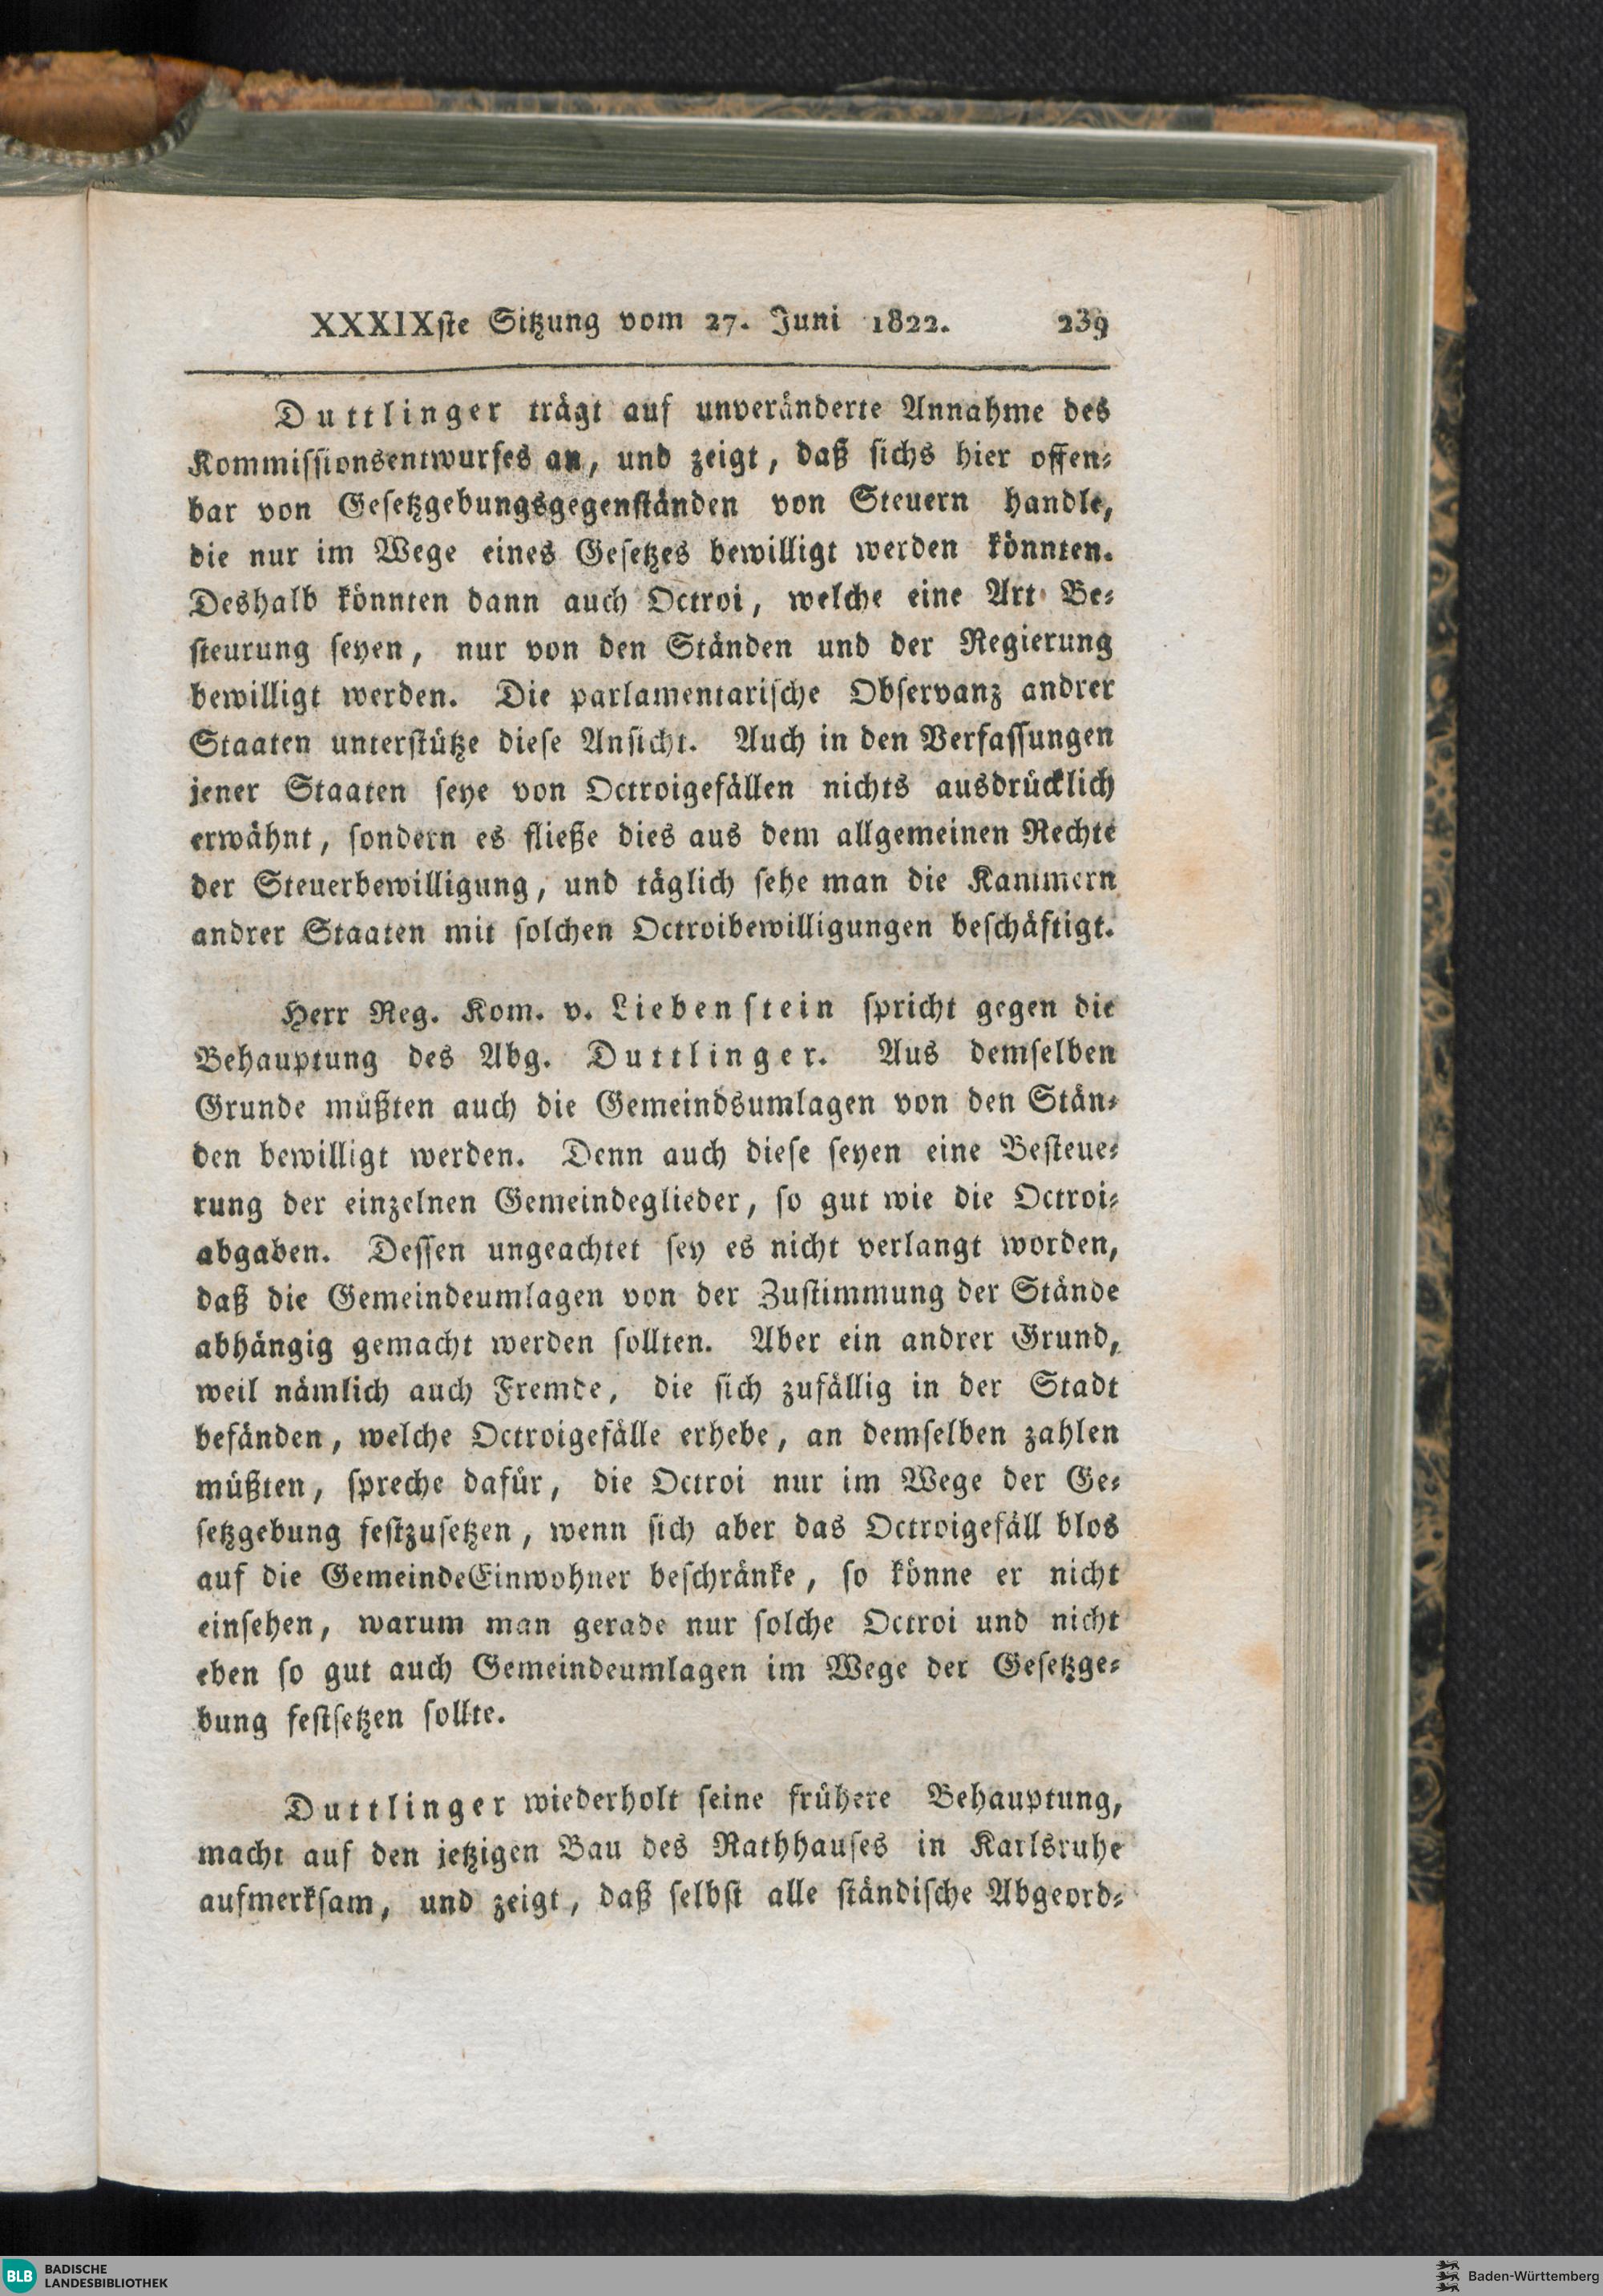 XXXIXste Sitzung vom 27. Juni 1822. 239
Duttlinger trägt auf unveränderte Annahme des
Kommissionsentwurfes an, und zeigt, daß sichs hier offen-
bar von Gesetzgebungsgegenständen von Steuern handle,
die nur im Wege eines Gesetzes bewilligt werden könnten.
Deshalb könnten dann auch Octroi, welche eine Art Be-
steurung seyen, nur von den Ständen und der Regierung
bewilligt werden. Die parlamentarische Observanz andrer
Staaten unterstütze diese Ansicht. Auch in den Verfassungen
jener Staaten seye von Octroigefällen nichts ausdrücklich
erwähnt, sondern es fließe dies aus dem allgemeinen Rechte
der Steuerbewilligung, und täglich sehe man die Kammern
andrer Staaten mit solchen Octroibewilligungen beschäftigt.
Herr Reg. Kom. v. Liebenstein spricht gegen die
Behauptung des Abg. Duttlinger. Aus demselben
Grunde müßten auch die Gemeindsumlagen von den Stän-
den bewilligt werden. Denn auch diese seyen eine Besteue-
rung der einzelnen Gemeindeglieder, so gut wie die Octroi-
abgaben. Dessen ungeachtet sey es nicht verlangt worden,
daß die Gemeindeumlagen von der Zustimmung der Stände
abhängig gemacht werden sollten. Aber ein andrer Grund,
weil nämlich auch Fremde, die sich zufällig in der Stadt
befänden, welche Octroigefälle erhebe, an demselben zahlen
müßten, spreche dafür, die Octroi nur im Wege der Ge-
setzgebung festzusetzen, wenn sich aber das Octroigefäll blos
auf die GemeindeEinwohner beschränke, so könne er nicht
einsehen, warum man gerade nur solche Octroi und nicht
eben so gut auch Gemeindeumlagen im Wege der Gesetzge-
bung festsetzen sollte.
Duttlinger wiederholt seine frühere Behauptung,
macht auf den jetzigen Bau des Rathhauses in Karlsruhe
aufmerksam, und zeigt, daß selbst alle ständische Abgeord-
BLB BADISCHE
LANDESBIBLIOTHEK
Baden-Württemberg